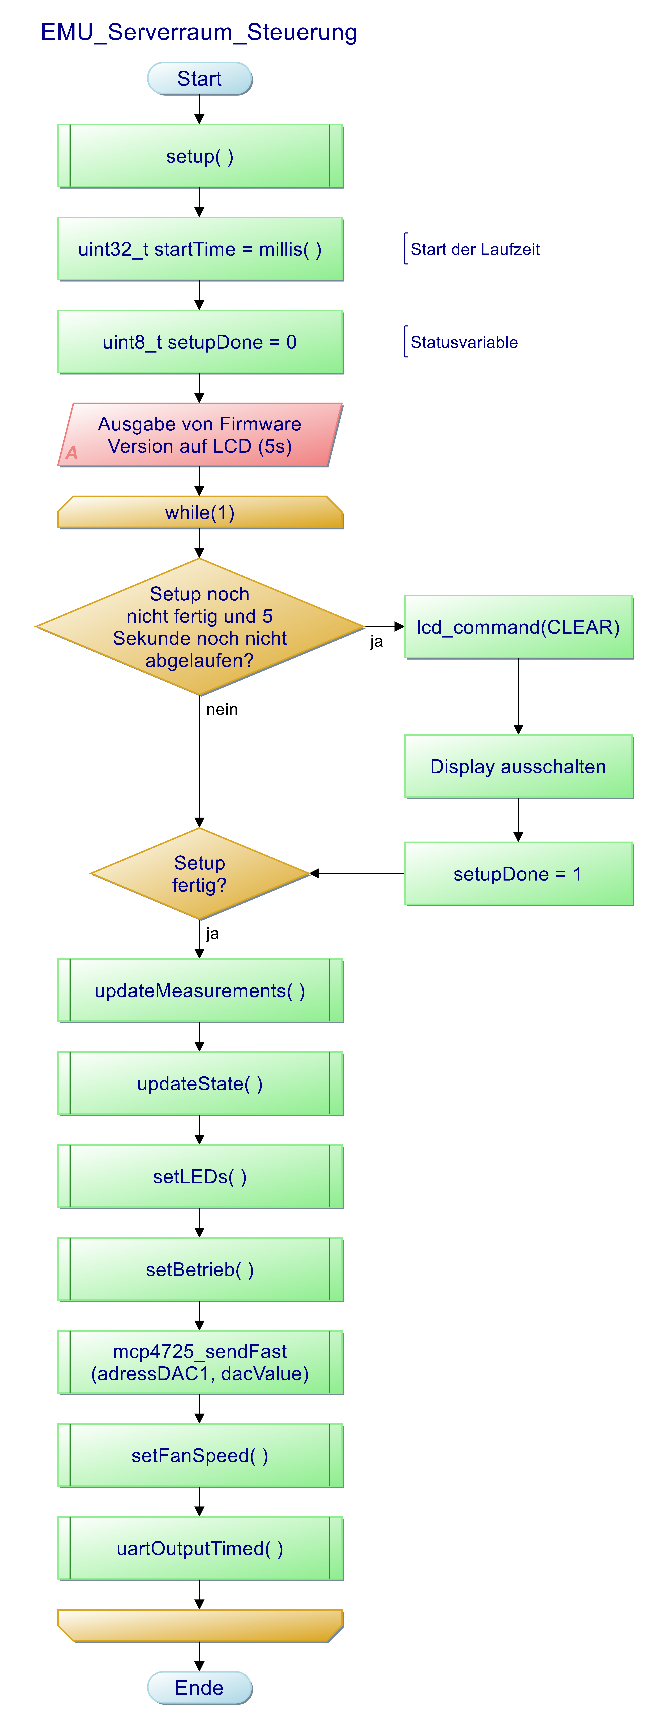 EMU_Serverraum_Steuerung
Start
setup( )
uint32_t startTime = millis( )
Start der Laufzeit
uint8_t setupDone = 0
Statusvariable
Ausgabe von Firmware
Version auf LCD (5s)
A
while(1)
Setup noch
nicht fertig und 5
Sekunde noch nicht
abgelaufen?
ja
lcd_command(CLEAR)
nein
Display ausschalten
Setup
fertig?
setupDone = 1
ja
updateMeasurements( )
updateState( )
setLEDs( )
setBetrieb( )
mcp4725_sendFast
(adressDAC1, dacValue)
setFanSpeed( )
uartOutputTimed( )
Ende